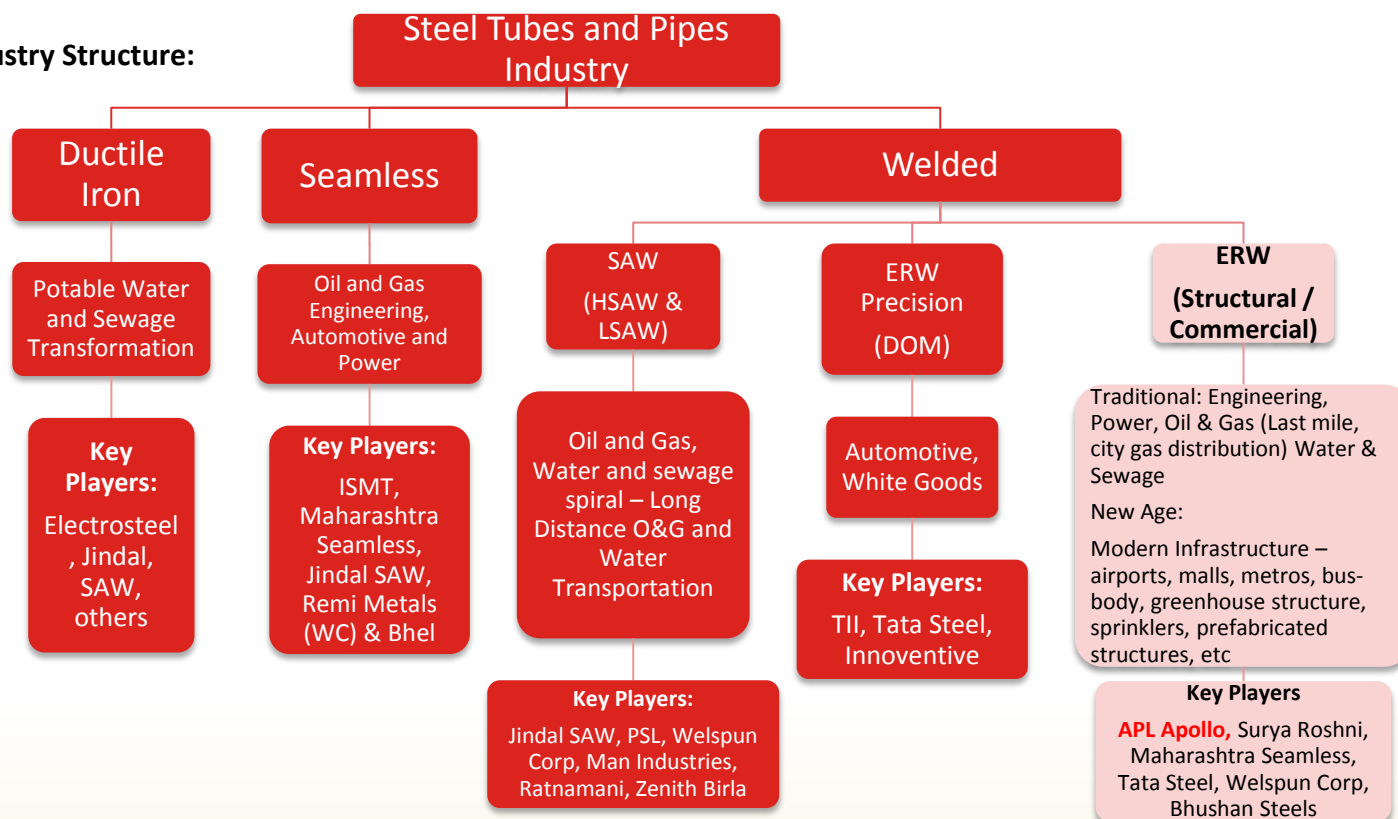 ustry Structure:
Steel Tubes and Pipes
Industry
Ductile
Iron
Seamless
Welded
Potable Water
and Sewage
Transformation
Oil and Gas
Engineering,
Automotive and
Power
SAW
(HSAW &
LSAW)
ERW
Precision
(DOM)
ERW
(Structural /
Commercial)
Key
Players:
Electrosteel
, Jindal,
SAW,
others
Key Players:
ISMT,
Maharashtra
Seamless,
Jindal SAW,
Remi Metals
(WC) & Bhel
Oil and Gas,
Water and sewage
spiral – Long
Distance O&G and
Water
Transportation
Key Players:
Jindal SAW, PSL, Welspun
Corp, Man Industries,
Ratnamani, Zenith Birla
Automotive,
White Goods
Key Players:
TII, Tata Steel,
Innoventive
Traditional: Engineering,
Power, Oil & Gas (Last mile,
city gas distribution) Water &
Sewage
New Age:
Modern Infrastructure –
airports, malls, metros, bus-
body, greenhouse structure,
sprinklers, prefabricated
structures, etc
Key Players
APL Apollo, Surya Roshni,
Maharashtra Seamless,
Tata Steel, Welspun Corp,
Bhushan Steels